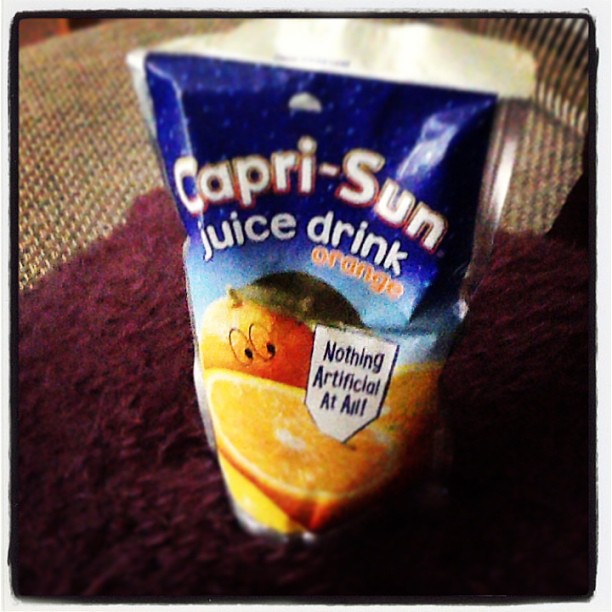 Capri-Sun
juice drink
orange
Nothing
Artificial
At All!